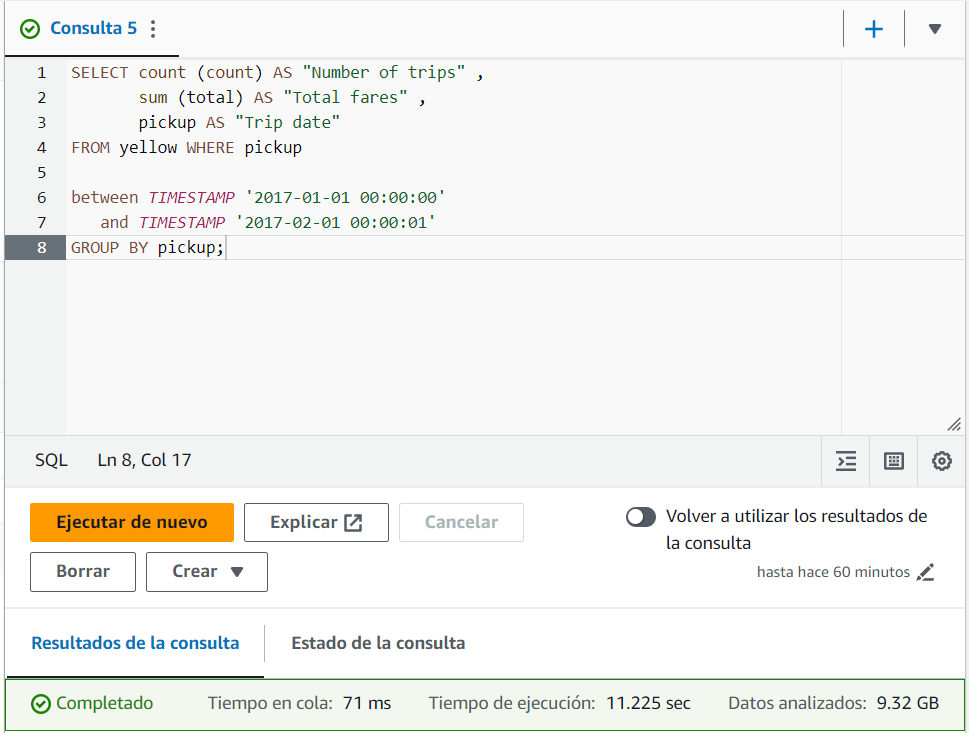 Consulta 5
1 SELECT count (count) AS "Number of trips" ,
2 sum (total) AS "Total fares" ,
3 pickup AS "Trip date"
4 FROM yellow WHERE pickup
5
6 between TIMESTAMP '2017-01-01 00:00:00'
7 and TIMESTAMP '2017-02-01 00:00:01'
8 GROUP BY pickup;
SQL Ln 8, Col 17
Ejecutar de nuevo Explicar Cancelar
Borrar Crear
Volver a utilizar los resultados de
la consulta
hasta hace 60 minutos
Resultados de la consulta Estado de la consulta
Completado Tiempo en cola: 71 ms Tiempo de ejecución: 11.225 sec Datos analizados: 9.32 GB